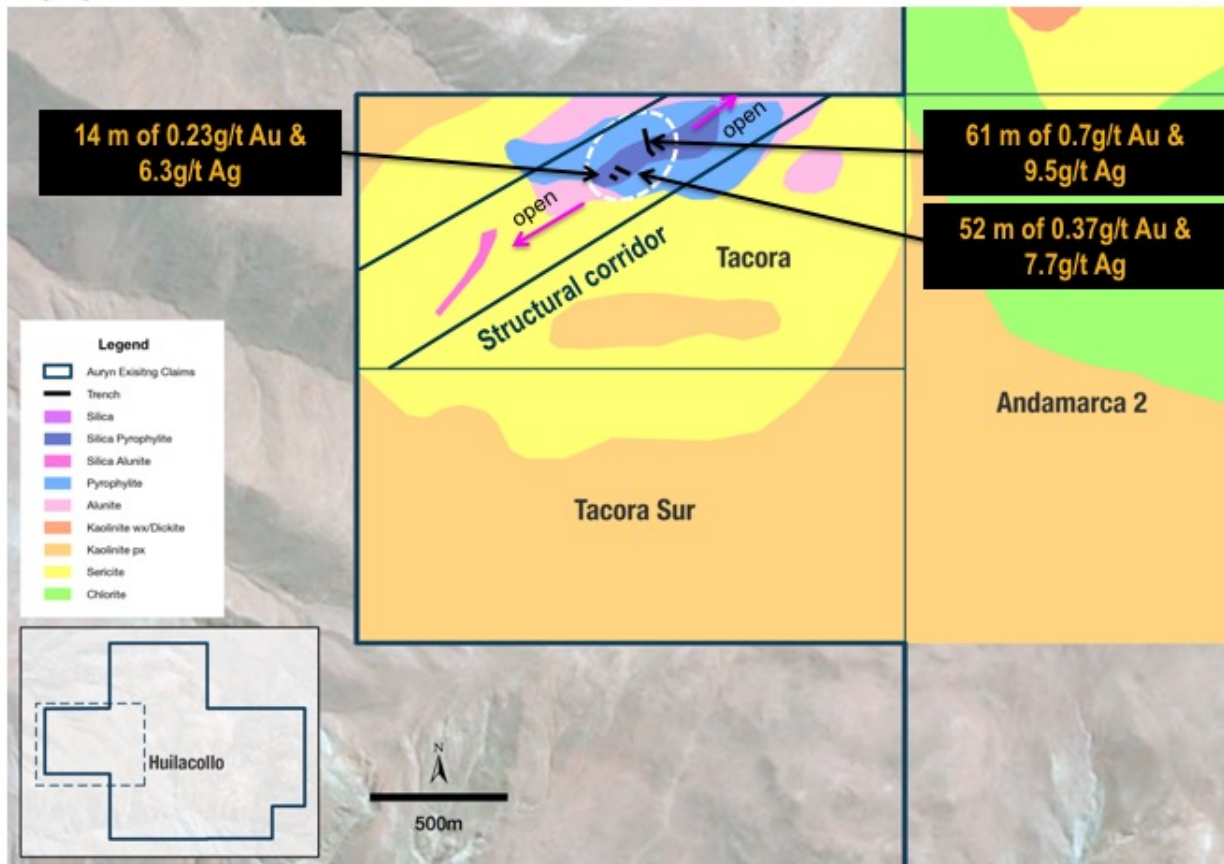 14 m of 0.23g/t Au &
6.3g/t Ag
61 m of 0.7g/t Au &
9.5g/t Ag
52 m of 0.37g/t Au &
7.7g/t Ag
open
open
Structural corridor
Tacora
Andamarca 2
Tacora Sur
Legend
Auryn Exisitng Claims
Trench
Silica
Silica Pyrophylite
Silica Alunite
Pyrophylite
Alunite
Kaolinite wx/Dickite
Kaolinite px
Sericite
Chlorite
Huilacollo
N
500m